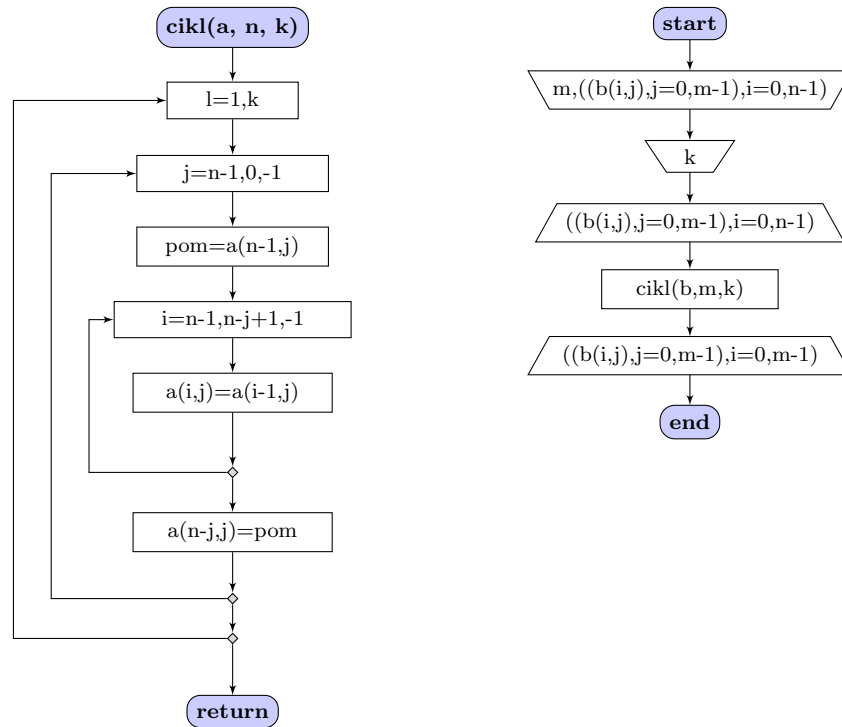 cikl(a, n, k)
l=1,k
j=n-1,0,-1
pom=a(n-1,j)
i=n-1,n-j+1,-1
a(i,j)=a(i-1,j)
a(n-j,j)=pom
return
start
m,((b(i,j),j=0,m-1),i=0,n-1)
k
((b(i,j),j=0,m-1),i=0,n-1)
cikl(b,m,k)
((b(i,j),j=0,m-1),i=0,m-1)
end